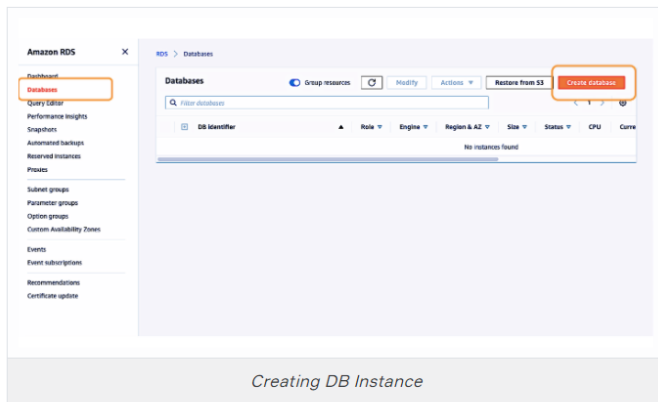 Amazon RDS
RDS > Databases
Dashboard
Databases
Query Editor
Performance Insights
Snapshots
Automated backups
Reserved instances
Proxies
Subnet groups
Parameter groups
Option groups
Custom Availability Zones
Events
Event subscriptions
Recommendations
Certificate update
Databases
Group resources
Modify
Actions
Restore from S3
Create database
Filter databases
1
DB identifier
Role
Engine
Region & AZ
Size
Status
CPU
Curre
No instances found
Creating DB Instance